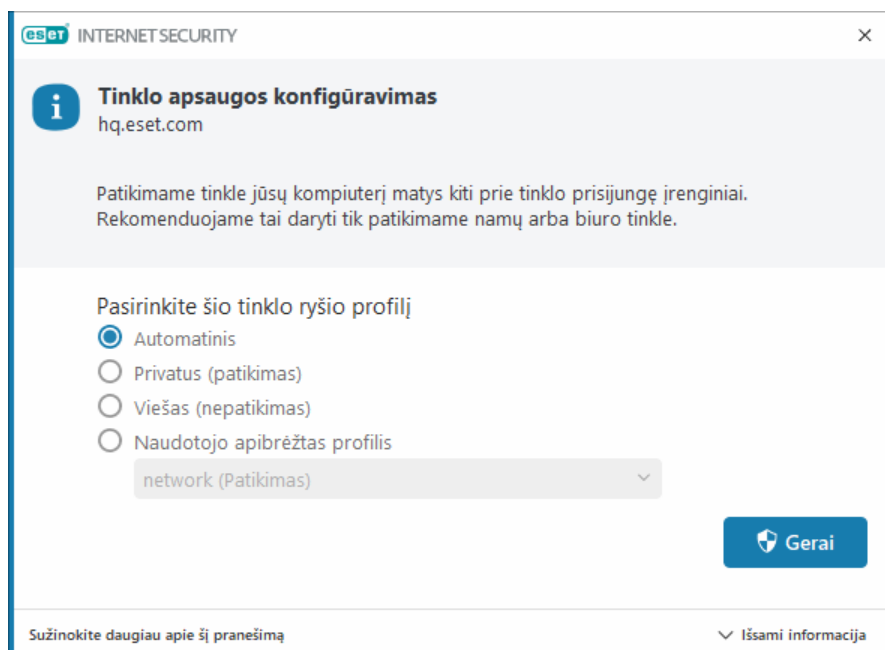 eset INTERNET SECURITY
Tinklo apsaugos konfigūravimas
hq.eset.com
Patikimame tinkle jūsų kompiuterį matys kiti prie tinklo prisijungę įrenginiai.
Rekomenduojame tai daryti tik patikimame namų arba biuro tinkle.
Pasirinkite šio tinklo ryšio profilį
Automatinis
Privatus (patikimas)
Viešas (nepatikimas)
Naudotojo apibrėžtas profilis
network (Patikimas)
Gerai
Sužinokite daugiau apie šį pranešimą
Išsami informacija